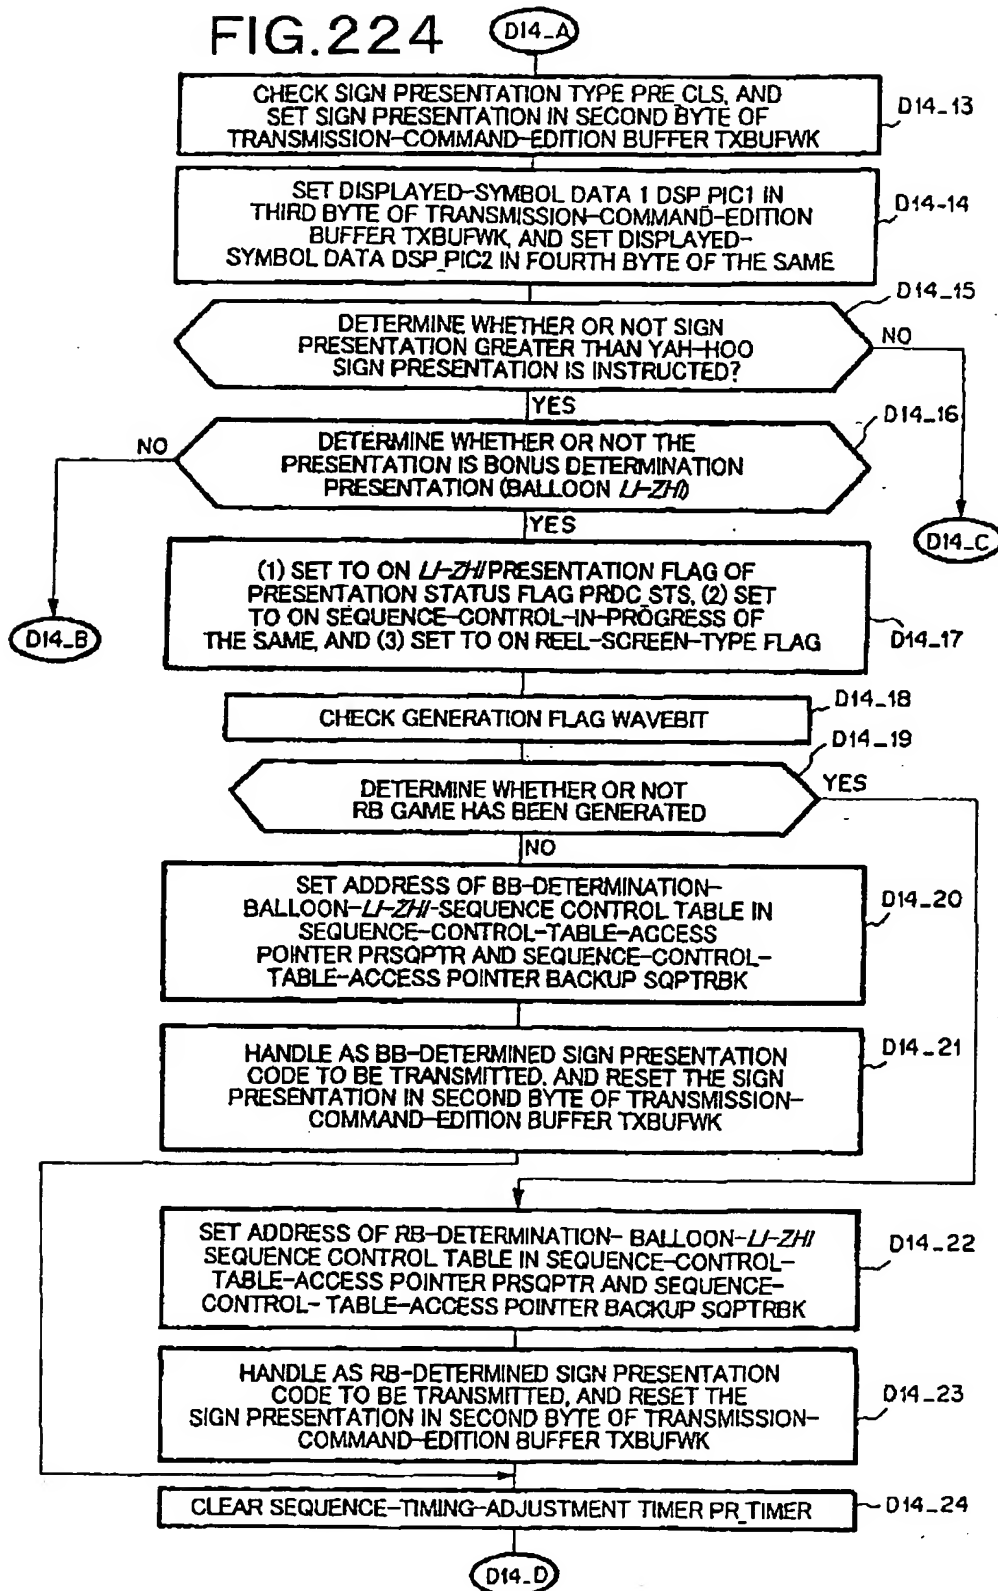 FIG.224
D14_A
CHECK SIGN PRESENTATION TYPE PRE_CLS, AND
SET SIGN PRESENTATION IN SECOND BYTE OF
TRANSMISSION-COMMAND-EDITION BUFFER TXBUFWK
D14_13
SET DISPLAYED-SYMBOL DATA 1 DSP_PIC1 IN
THIRD BYTE OF TRANSMISSION-COMMAND-EDITION
BUFFER TXBUFWK, AND SET DISPLAYED-
SYMBOL DATA DSP_PIC2 IN FOURTH BYTE OF THE SAME
D14-14
DETERMINE WHETHER OR NOT SIGN
PRESENTATION GREATER THAN YAH-HOO
SIGN PRESENTATION IS INSTRUCTED?
D14_15
NO
YES
DETERMINE WHETHER OR NOT THE
PRESENTATION IS BONUS DETERMINATION
PRESENTATION (BALLOON LI-ZHI)
D14_16
NO
YES
D14_C
D14_B
(1) SET TO ON LI-ZHI PRESENTATION FLAG OF
PRESENTATION STATUS FLAG PRDC_STS, (2) SET
TO ON SEQUENCE-CONTROL-IN-PROGRESS OF
THE SAME, AND (3) SET TO ON REEL-SCREEN-TYPE FLAG
D14_17
CHECK GENERATION FLAG WAVEBIT
D14_18
DETERMINE WHETHER OR NOT
RB GAME HAS BEEN GENERATED
D14_19
YES
NO
SET ADDRESS OF BB-DETERMINATION-
BALLOON-LI-ZHI-SEQUENCE CONTROL TABLE IN
SEQUENCE-CONTROL-TABLE-ACCESS
POINTER PRSQPTR AND SEQUENCE-CONTROL-
TABLE-ACCESS POINTER BACKUP SQPTRBK
D14_20
HANDLE AS BB-DETERMINED SIGN PRESENTATION
CODE TO BE TRANSMITTED, AND RESET THE SIGN
PRESENTATION IN SECOND BYTE OF TRANSMISSION-
COMMAND-EDITION BUFFER TXBUFWK
D14_21
SET ADDRESS OF RB-DETERMINATION- BALLOON-LI-ZHI
SEQUENCE CONTROL TABLE IN SEQUENCE-CONTROL-
TABLE-ACCESS POINTER PRSQPTR AND SEQUENCE-
CONTROL- TABLE-ACCESS POINTER BACKUP SQPTRBK
D14_22
HANDLE AS RB-DETERMINED SIGN PRESENTATION
CODE TO BE TRANSMITTED, AND RESET THE
SIGN PRESENTATION IN SECOND BYTE OF TRANSMISSION-
COMMAND-EDITION BUFFER TXBUFWK
D14_23
CLEAR SEQUENCE-TIMING-ADJUSTMENT TIMER PR_TIMER
D14_24
D14_D